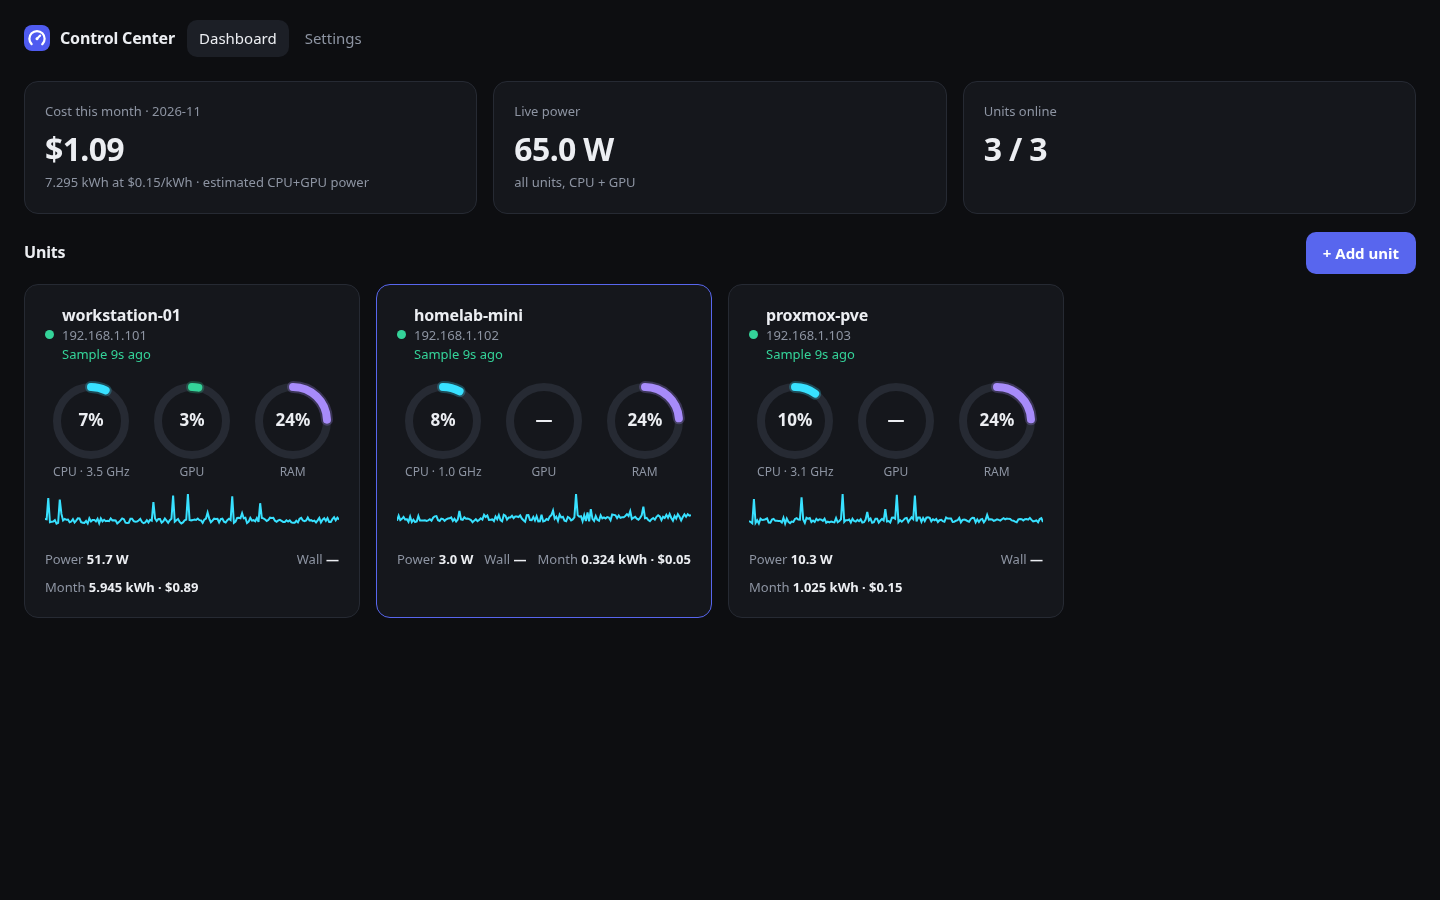 Control Center Dashboard Settings
Cost this month · 2026-11
$1.09
7.295 kWh at $0.15/kWh · estimated CPU+GPU power
Live power
65.0 W
all units, CPU + GPU
Units online
3 / 3
Units
+ Add unit
workstation-01
192.168.1.101
Sample 9s ago
7% 3% 24%
CPU · 3.5 GHz GPU RAM
Power 51.7 W Wall —
Month 5.945 kWh · $0.89
homelab-mini
192.168.1.102
Sample 9s ago
8% — 24%
CPU · 1.0 GHz GPU RAM
Power 3.0 W Wall — Month 0.324 kWh · $0.05
proxmox-pve
192.168.1.103
Sample 9s ago
10% — 24%
CPU · 3.1 GHz GPU RAM
Power 10.3 W Wall —
Month 1.025 kWh · $0.15